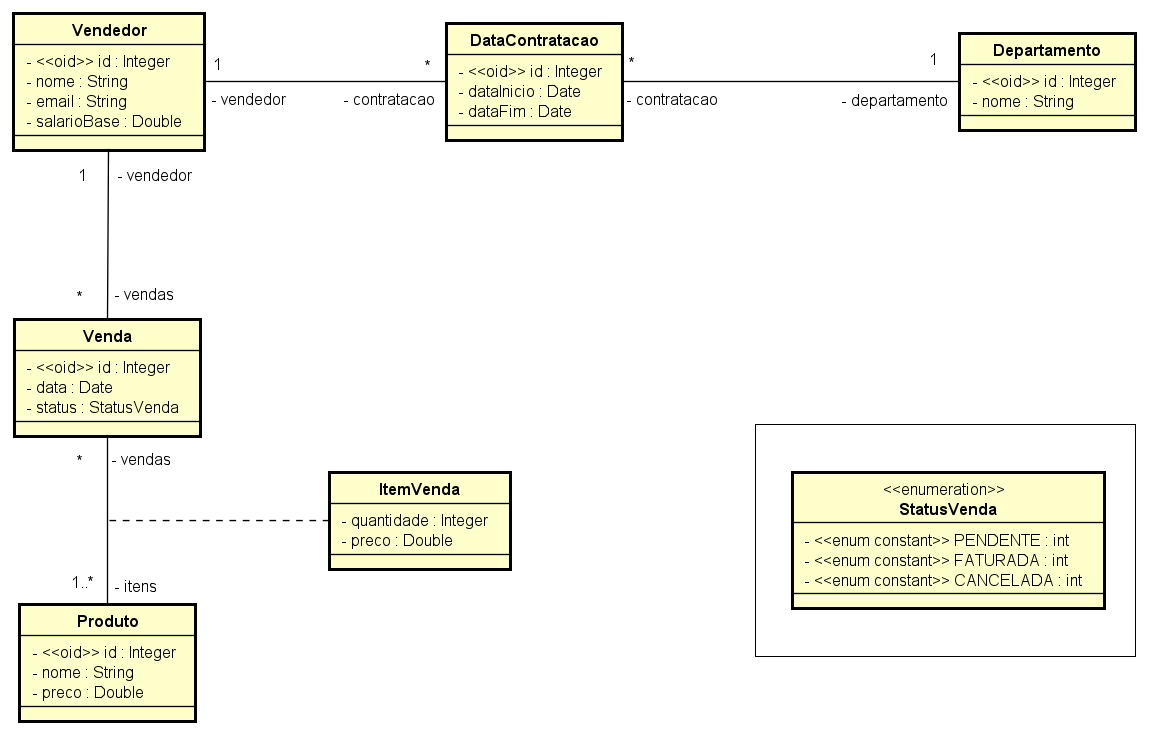 Vendedor
- <<oid>> id : Integer
- nome : String
- email : String
- salarioBase : Double
1
- vendedor
*
- contratacao
DataContratacao
- <<oid>> id : Integer
- dataInicio : Date
- dataFim : Date
*
- contratacao
1
- departamento
Departamento
- <<oid>> id : Integer
- nome : String
1
- vendedor
*
- vendas
Venda
- <<oid>> id : Integer
- data : Date
- status : StatusVenda
*
- vendas
ItemVenda
- quantidade : Integer
- preco : Double
1..*
- itens
Produto
- <<oid>> id : Integer
- nome : String
- preco : Double
<<enumeration>>
StatusVenda
- <<enum constant>> PENDENTE : int
- <<enum constant>> FATURADA : int
- <<enum constant>> CANCELADA : int